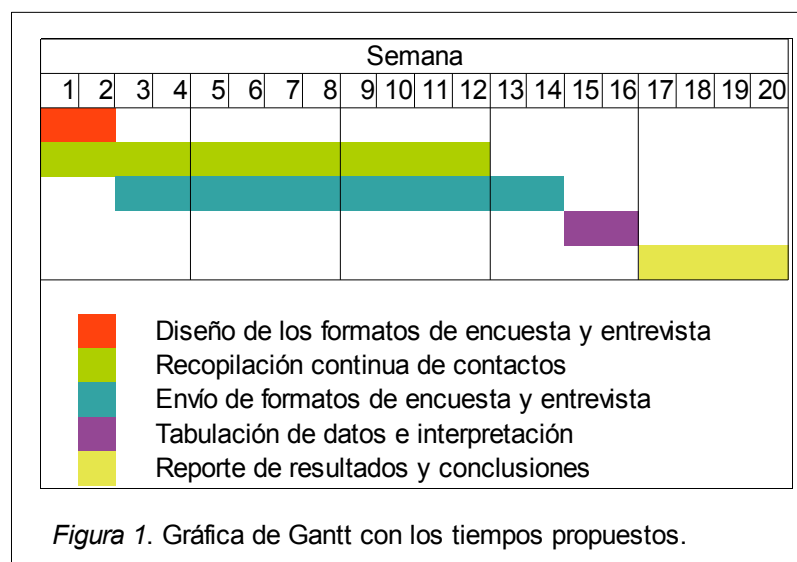 Semana
1 2 3 4 5 6 7 8 9 10 11 12 13 14 15 16 17 18 19 20
Diseño de los formatos de encuesta y entrevista
Recopilación continua de contactos
Envío de formatos de encuesta y entrevista
Tabulación de datos e interpretación
Reporte de resultados y conclusiones
Figura 1. Gráfica de Gantt con los tiempos propuestos.